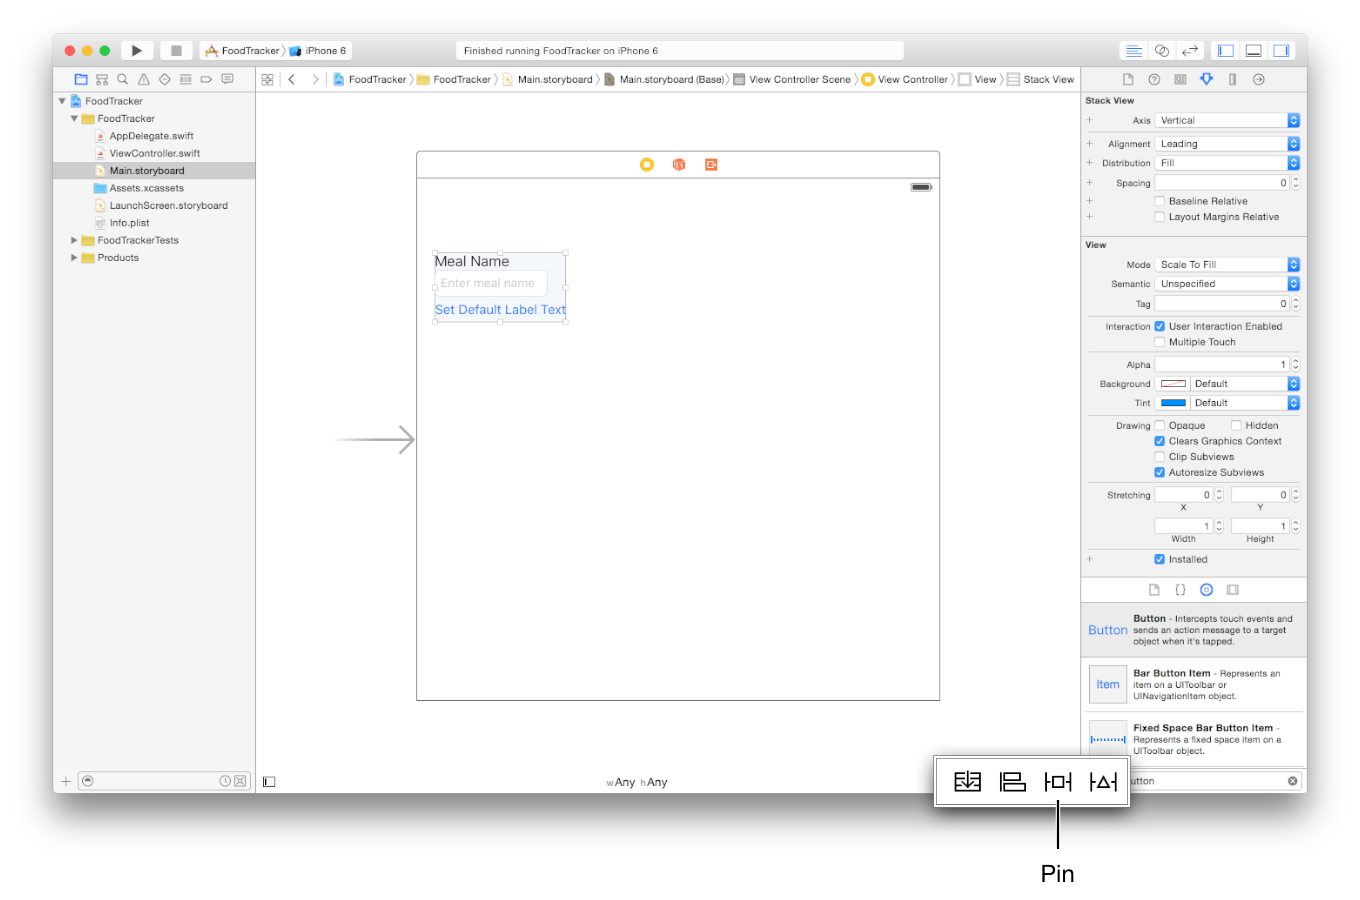 FoodTracker
iPhone 6
Finished running FoodTracker on iPhone 6
FoodTracker
FoodTracker
Main.storyboard
Main.storyboard (Base)
View Controller Scene
View Controller
View
Stack View
FoodTracker
FoodTracker
AppDelegate.swift
ViewController.swift
Main.storyboard
Assets.xcassets
LaunchScreen.storyboard
Info.plist
FoodTrackerTests
Products
Meal Name
Enter meal name
Set Default Label Text
wAny hAny
Stack View
Axis Vertical
Alignment Leading
Distribution Fill
Spacing 0
Baseline Relative
Layout Margins Relative
View
Mode Scale To Fill
Semantic Unspecified
Tag 0
Interaction User Interaction Enabled
Multiple Touch
Alpha 1
Background Default
Tint Default
Drawing Opaque Hidden
Clears Graphics Context
Clip Subviews
Autoresize Subviews
Stretching 0 0
X Y
1 1
Width Height
Installed
Button
Button - Intercepts touch events and
sends an action message to a target
object when it's tapped.
Item
Bar Button Item - Represents an
item on a UIToolbar or
UINavigationItem object.
Fixed Space Bar Button Item -
Represents a fixed space item on a
UIToolbar object.
utton
Pin